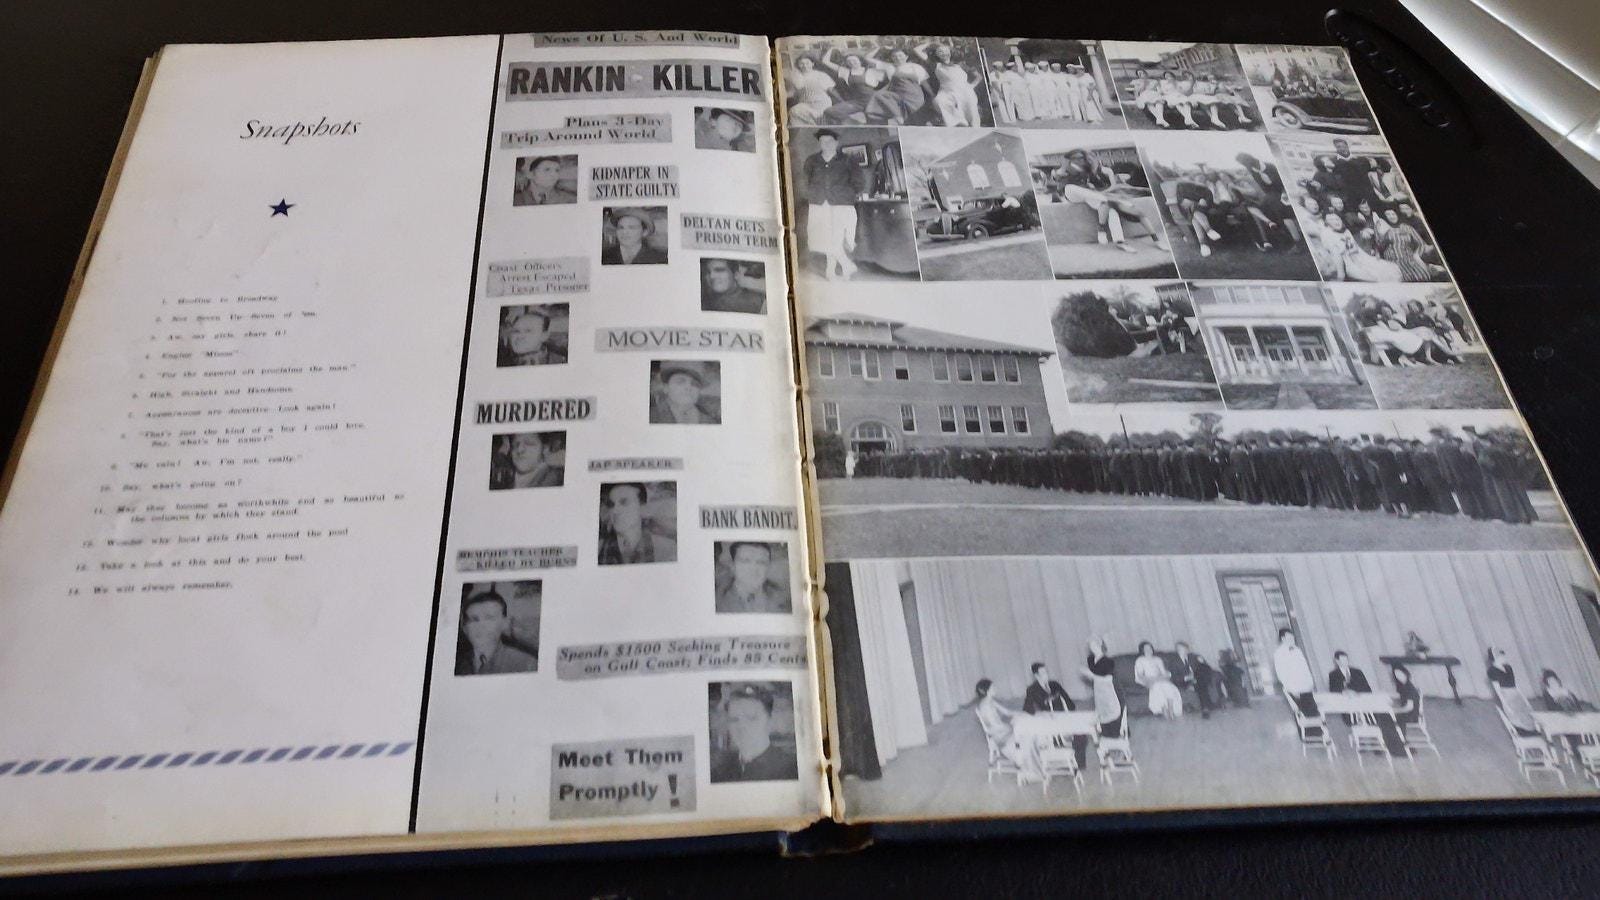 Snapshots
1. Hoofing to Broadway
2. Not Seven Up—Seven of 'em.
3. Aw, say girls, share it!
4. Engine "Minus"
5. "For the apparel oft proclaims the man."
6. High, Straight and Handsome.
7. are deceptive. Look again!
8. "That's just the kind of a boy I could love.
Say, what's his name?"
9. "Me vain? Aw, I'm not, really."
10. Say, what's going on?
11. May they become as worthwhile and as beautiful as
the columns by which they stand.
12. Wonder why local girls flock around the pool
13. Take a look at this and do your best.
14. We will always remember.
News Of U. S. And World
RANKIN KILLER
Plans 3-Day
Trip Around World
KIDNAPER IN
STATE GUILTY
DELTAN GETS
PRISON TERM
Coast Officers
Arrest Escaped
Texas Prisoner
MOVIE STAR
MURDERED
JAP SPEAKER
BANK BANDIT
MEMPHIS TEACHER
KILLED BY BURNS
Spends $1500 Seeking Treasure
on Gulf Coast; Finds 85 Cents
Meet Them
Promptly !
COSCO